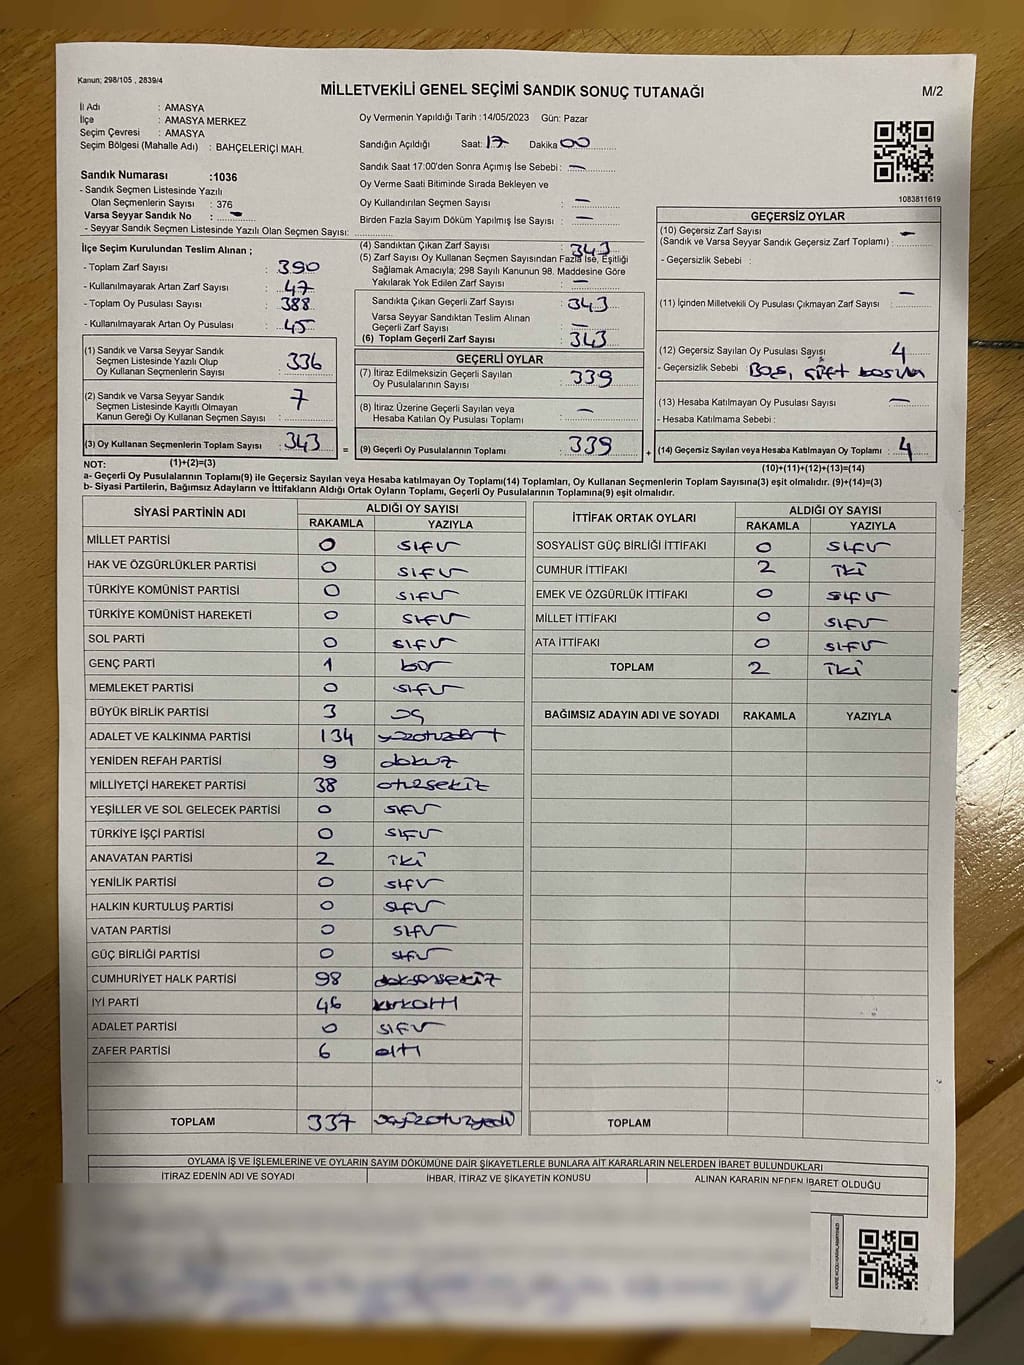 Kanun; 298/105 , 2839/4
MİLLETVEKİLİ GENEL SEÇİMİ SANDIK SONUÇ TUTANAĞI
M/2
İl Adı : AMASYA
İlçe : AMASYA MERKEZ
Seçim Çevresi : AMASYA
Seçim Bölgesi (Mahalle Adı) : BAHÇELERİÇİ MAH.
Sandık Numarası :1036
- Sandık Seçmen Listesinde Yazılı
Olan Seçmenlerin Sayısı : 376
Varsa Seyyar Sandık No : -
- Seyyar Sandık Seçmen Listesinde Yazılı Olan Seçmen Sayısı:
Oy Vermenin Yapıldığı Tarih :14/05/2023 Gün: Pazar
Sandığın Açıldığı Saat: 17 Dakika 00
Sandık Saat 17:00'den Sonra Açımış İse Sebebi : -
Oy Verme Saati Bitiminde Sırada Bekleyen ve
Oy Kullandırılan Seçmen Sayısı : -
Birden Fazla Sayım Döküm Yapılmış İse Sayısı : -
1083811619
İlçe Seçim Kurulundan Teslim Alınan ;
- Toplam Zarf Sayısı : 390
- Kullanılmayarak Artan Zarf Sayısı : 47
- Toplam Oy Pusulası Sayısı : 388
- Kullanılmayarak Artan Oy Pusulası : 45
(1) Sandık ve Varsa Seyyar Sandık
Seçmen Listesinde Yazılı Olup
Oy Kullanan Seçmenlerin Sayısı : 336
(2) Sandık ve Varsa Seyyar Sandık
Seçmen Listesinde Kayıtlı Olmayan
Kanun Gereği Oy Kullanan Seçmen Sayısı : 7
(3) Oy Kullanan Seçmenlerin Toplam Sayısı : 343
(1)+(2)=(3)
(4) Sandıktan Çıkan Zarf Sayısı : 343
(5) Zarf Sayısı Oy Kullanan Seçmen Sayısından Fazla İse, Eşitliği
Sağlamak Amacıyla; 298 Sayılı Kanunun 98. Maddesine Göre
Yakılarak Yok Edilen Zarf Sayısı : -
Sandıkta Çıkan Geçerli Zarf Sayısı : 343
Varsa Seyyar Sandıktan Teslim Alınan
Geçerli Zarf Sayısı : -
(6) Toplam Geçerli Zarf Sayısı : 343
GEÇERLİ OYLAR
(7) İtiraz Edilmeksizin Geçerli Sayılan
Oy Pusulalarının Sayısı : 339
(8) İtiraz Üzerine Geçerli Sayılan veya
Hesaba Katılan Oy Pusulası Toplamı : -
= (9) Geçerli Oy Pusulalarının Toplamı : 339
GEÇERSİZ OYLAR
(10) Geçersiz Zarf Sayısı
(Sandık ve Varsa Seyyar Sandık Geçersiz Zarf Toplamı) : -
- Geçersizlik Sebebi :
(11) İçinden Milletvekili Oy Pusulası Çıkmayan Zarf Sayısı : -
(12) Geçersiz Sayılan Oy Pusulası Sayısı : 4
- Geçersizlik Sebebi : Boş, çift basım
(13) Hesaba Katılmayan Oy Pusulası Sayısı : -
- Hesaba Katılmama Sebebi :
+ (14) Geçersiz Sayılan veya Hesaba Katılmayan Oy Toplamı : 4
(10)+(11)+(12)+(13)=(14)
NOT:
a- Geçerli Oy Pusulalarının Toplamı(9) ile Geçersiz Sayılan veya Hesaba katılmayan Oy Toplamı(14) Toplamları, Oy Kullanan Seçmenlerin Toplam Sayısına(3) eşit olmalıdır. (9)+(14)=(3)
b- Siyasi Partilerin, Bağımsız Adayların ve İttifakların Aldığı Ortak Oyların Toplamı, Geçerli Oy Pusulalarının Toplamına(9) eşit olmalıdır.
SİYASİ PARTİNİN ADI ALDIĞI OY SAYISI
RAKAMLA YAZIYLA
MİLLET PARTİSİ 0 sıfır
HAK VE ÖZGÜRLÜKLER PARTİSİ 0 sıfır
TÜRKİYE KOMÜNİST PARTİSİ 0 sıfır
TÜRKİYE KOMÜNİST HAREKETİ 0 sıfır
SOL PARTİ 0 sıfır
GENÇ PARTİ 1 bir
MEMLEKET PARTİSİ 0 sıfır
BÜYÜK BİRLİK PARTİSİ 3 üç
ADALET VE KALKINMA PARTİSİ 134 yüzotuzdört
YENİDEN REFAH PARTİSİ 9 dokuz
MİLLİYETÇİ HAREKET PARTİSİ 38 otuzsekiz
YEŞİLLER VE SOL GELECEK PARTİSİ 0 sıfır
TÜRKİYE İŞÇİ PARTİSİ 0 sıfır
ANAVATAN PARTİSİ 2 iki
YENİLİK PARTİSİ 0 sıfır
HALKIN KURTULUŞ PARTİSİ 0 sıfır
VATAN PARTİSİ 0 sıfır
GÜÇ BİRLİĞİ PARTİSİ 0 sıfır
CUMHURİYET HALK PARTİSİ 98 doksansekiz
İYİ PARTİ 46 kırkaltı
ADALET PARTİSİ 0 sıfır
ZAFER PARTİSİ 6 altı
TOPLAM 337 üçyüzotuzyedi
İTTİFAK ORTAK OYLARI ALDIĞI OY SAYISI
RAKAMLA YAZIYLA
SOSYALİST GÜÇ BİRLİĞİ İTTİFAKI 0 sıfır
CUMHUR İTTİFAKI 2 iki
EMEK VE ÖZGÜRLÜK İTTİFAKI 0 sıfır
MİLLET İTTİFAKI 0 sıfır
ATA İTTİFAKI 0 sıfır
TOPLAM 2 iki
BAĞIMSIZ ADAYIN ADI VE SOYADI RAKAMLA YAZIYLA
TOPLAM
OYLAMA İŞ VE İŞLEMLERİNE VE OYLARIN SAYIM DÖKÜMÜNE DAİR ŞİKAYETLERLE BUNLARA AİT KARARLARIN NELERDEN İBARET BULUNDUKLARI
İTİRAZ EDENİN ADI VE SOYADI İHBAR, İTİRAZ VE ŞİKAYETİN KONUSU ALINAN KARARIN NEDEN İBARET OLDUĞU